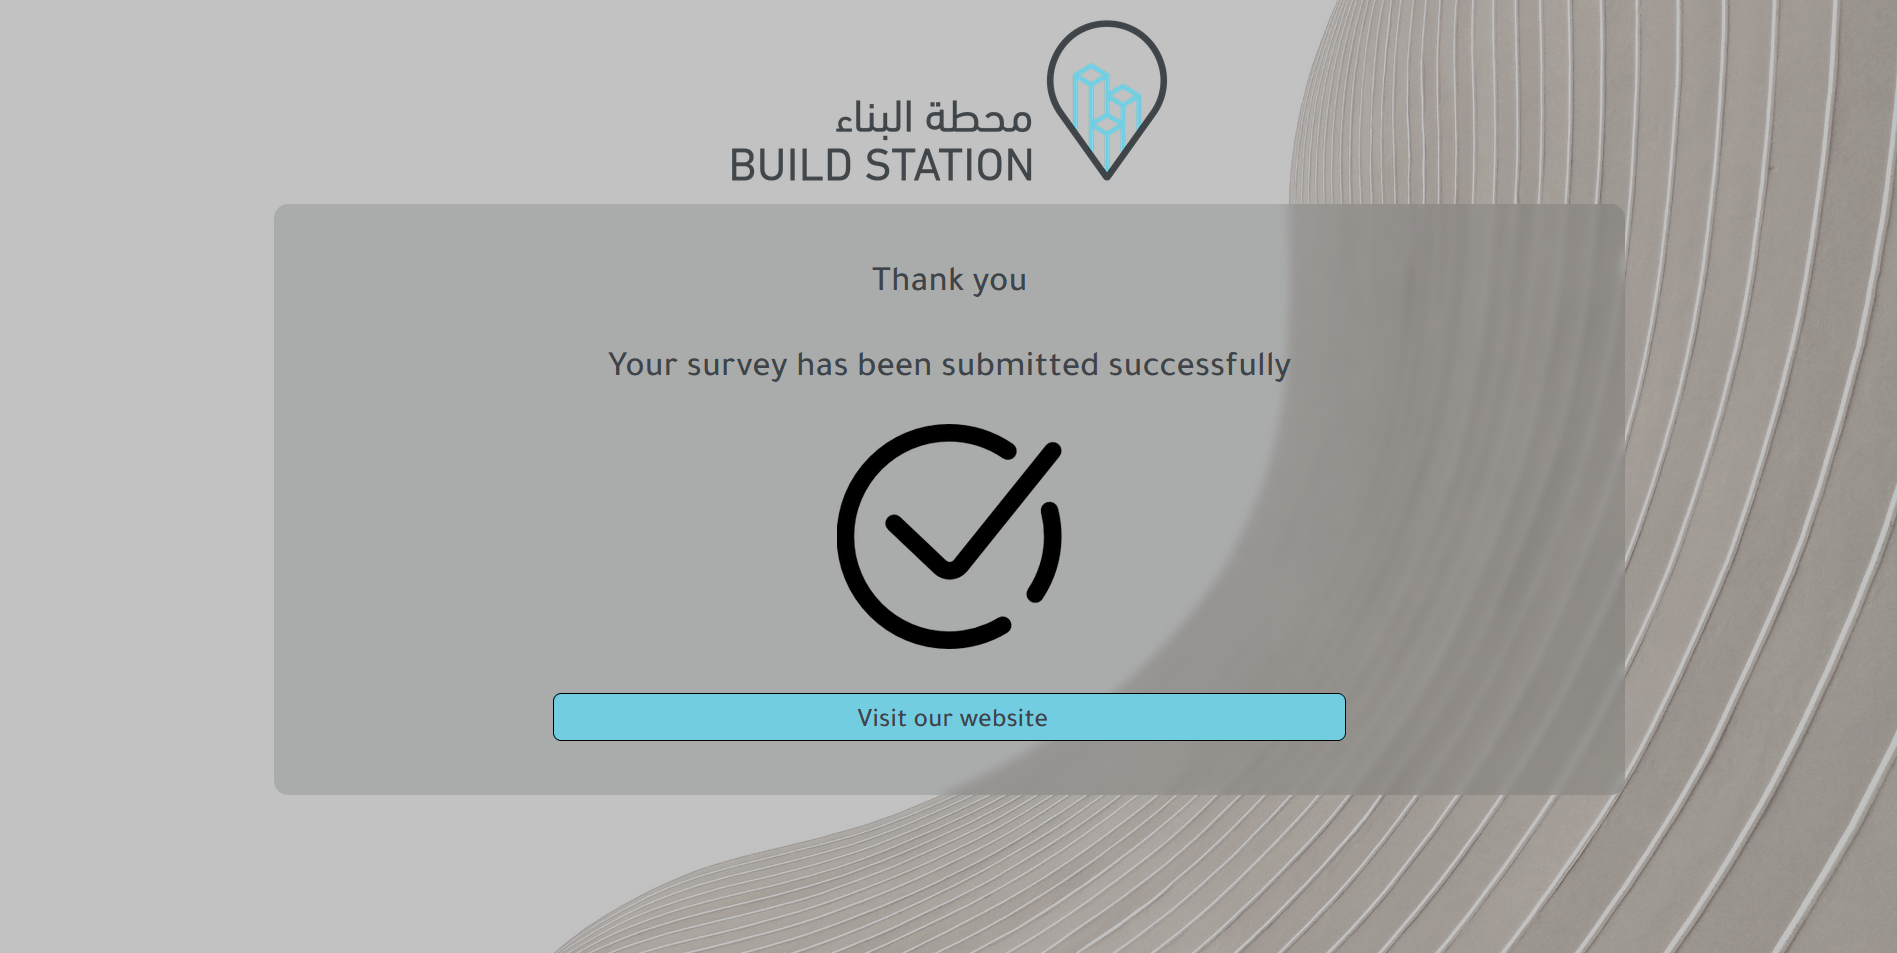 محطة البناء
BUILD STATION
Thank you
Your survey has been submitted successfully
Visit our website